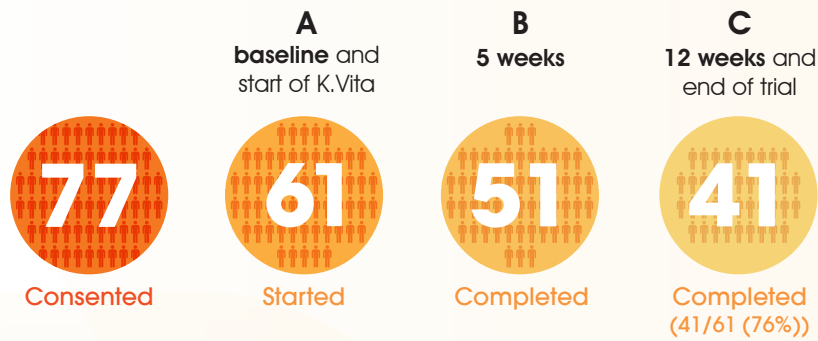 A
baseline and
start of K.Vita
B
5 weeks
C
12 weeks and
end of trial
77
61
51
41
Consented
Started
Completed
Completed
(41/61 (76%))